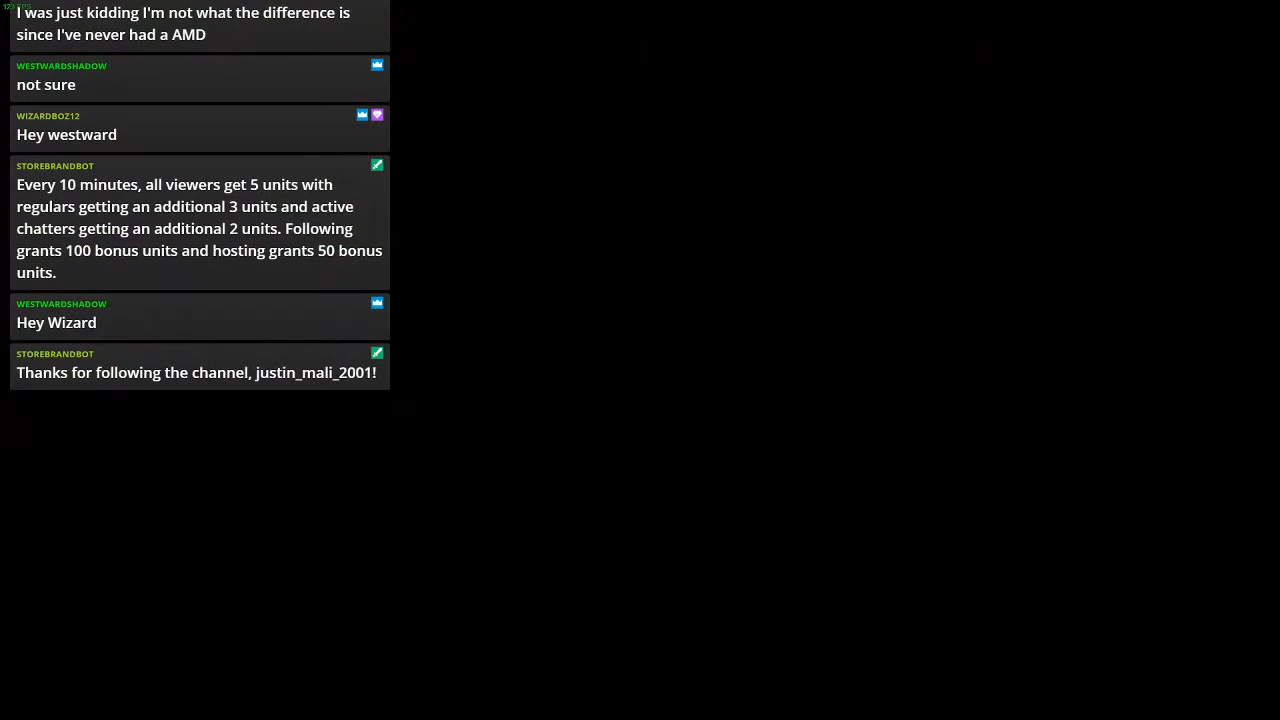 123 FPS
I was just kidding I'm not what the difference is
since I've never had a AMD
WESTWARDSHADOW
not sure
WIZARDBOZ12
Hey westward
STOREBRANDBOT
Every 10 minutes, all viewers get 5 units with
regulars getting an additional 3 units and active
chatters getting an additional 2 units. Following
grants 100 bonus units and hosting grants 50 bonus
units.
WESTWARDSHADOW
Hey Wizard
STOREBRANDBOT
Thanks for following the channel, justin_mali_2001!